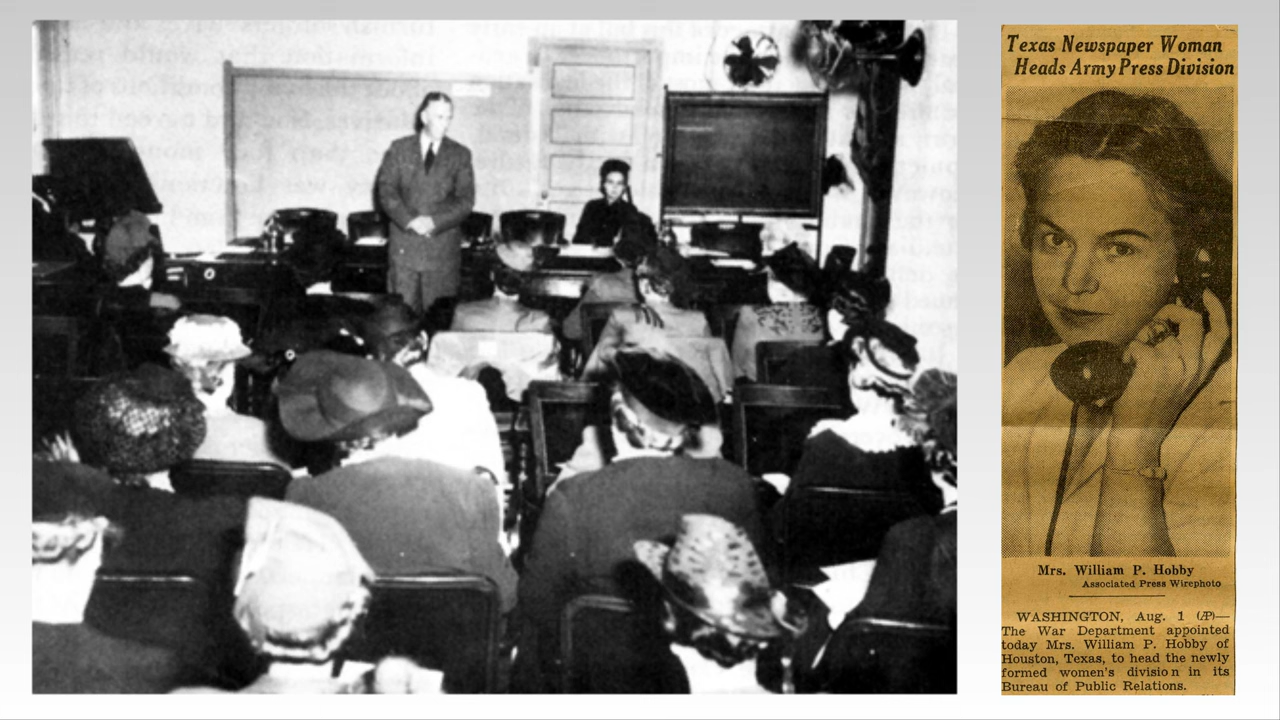 Texas Newspaper Woman
Heads Army Press Division
Mrs. William P. Hobby
Associated Press Wirephoto
WASHINGTON, Aug. 1 (AP)—
The War Department appointed
today Mrs. William P. Hobby of
Houston, Texas, to head the newly
formed women's division in its
Bureau of Public Relations.